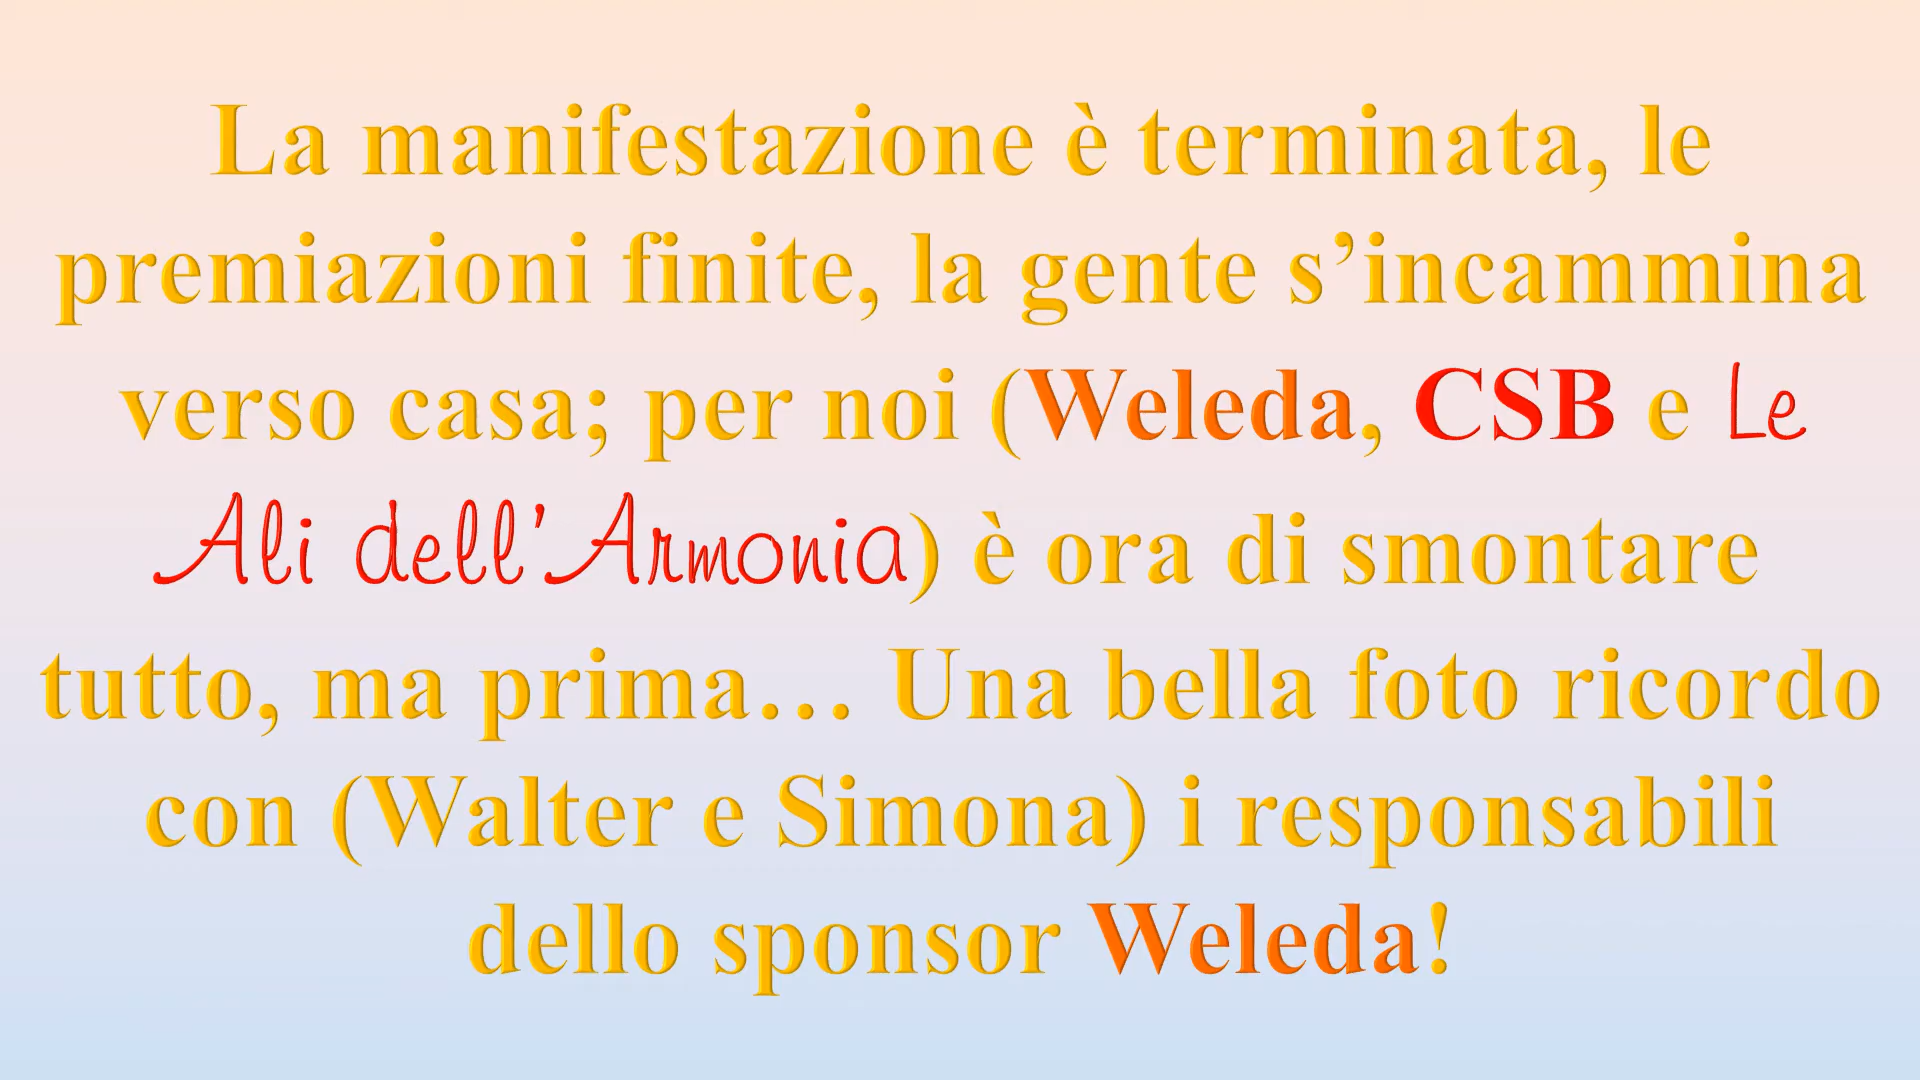 La manifestazione è terminata, le
premiazioni finite, la gente s’incammina
verso casa; per noi (Weleda, CSB e Le
Ali dell’Armonia) è ora di smontare
tutto, ma prima… Una bella foto ricordo
con (Walter e Simona) i responsabili
dello sponsor Weleda!